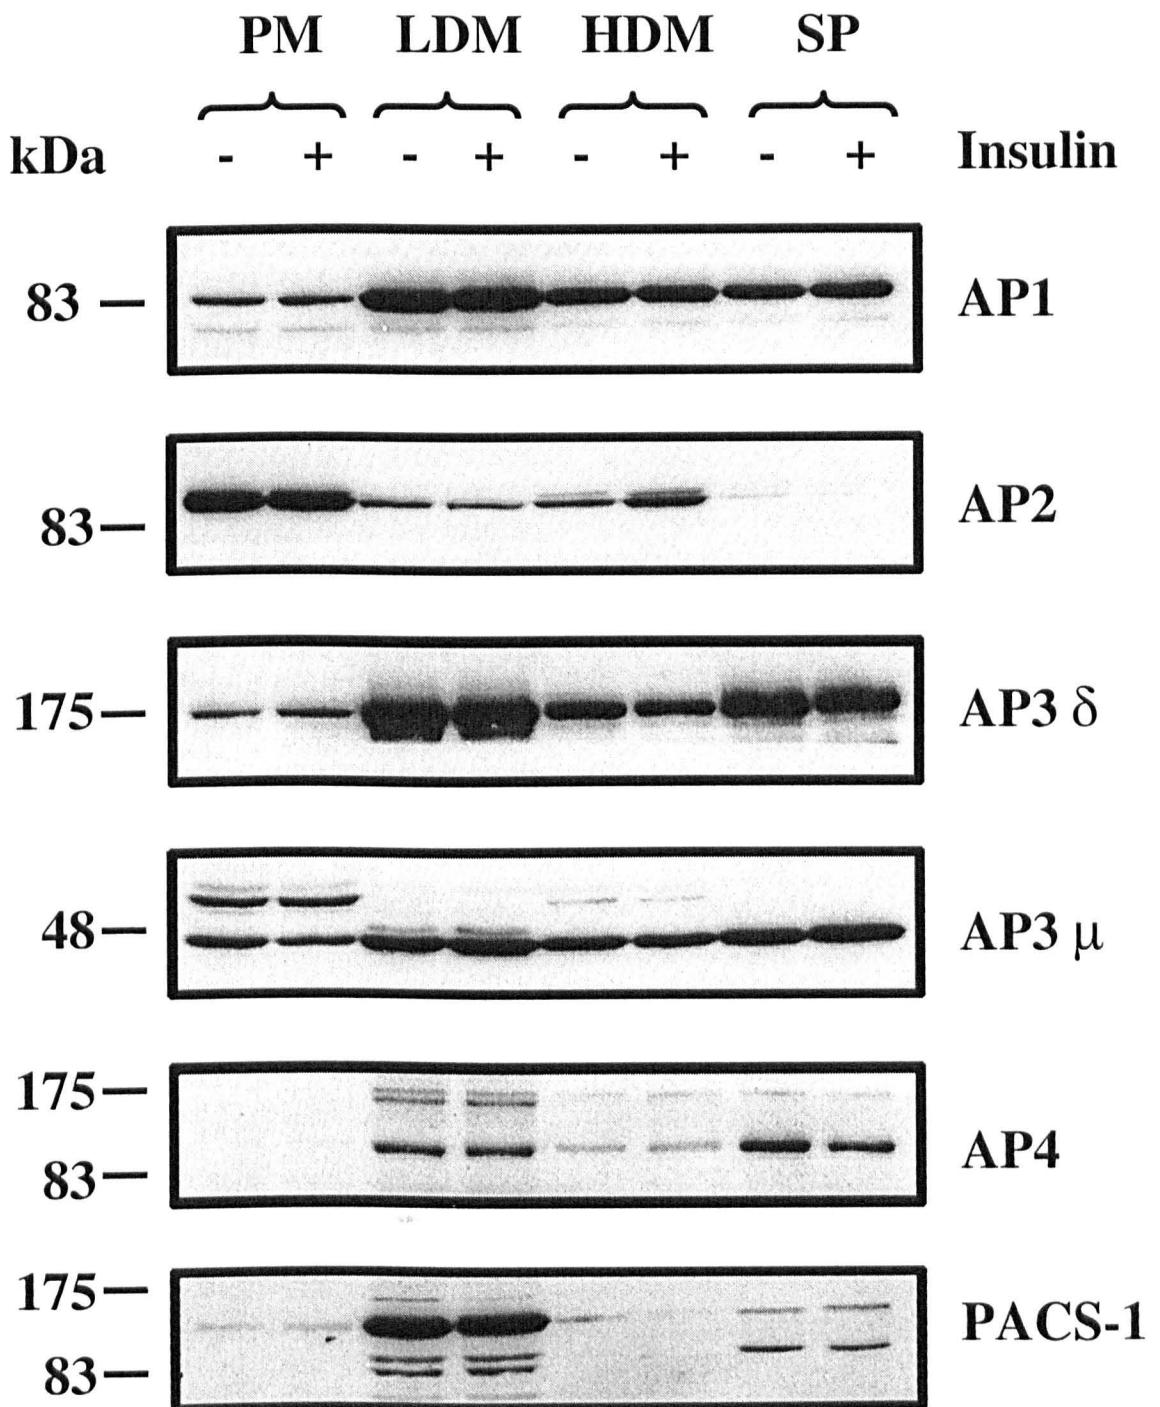 PM LDM HDM SP
kDa - + - + - + - + Insulin
83 AP1
AP2
83
175 AP3 δ
48 AP3 μ
175
AP4
83
175
PACS-1
83